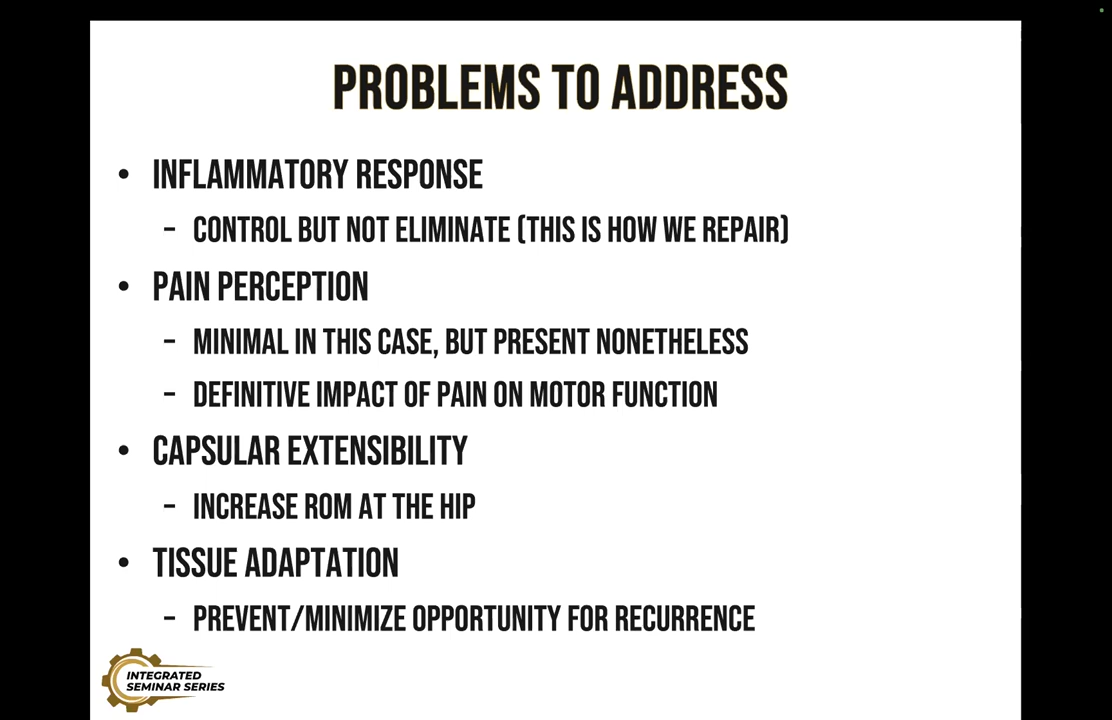 PROBLEMS TO ADDRESS
• INFLAMMATORY RESPONSE
– CONTROL BUT NOT ELIMINATE (THIS IS HOW WE REPAIR)
• PAIN PERCEPTION
– MINIMAL IN THIS CASE, BUT PRESENT NONETHELESS
– DEFINITIVE IMPACT OF PAIN ON MOTOR FUNCTION
• CAPSULAR EXTENSIBILITY
– INCREASE ROM AT THE HIP
• TISSUE ADAPTATION
– PREVENT/MINIMIZE OPPORTUNITY FOR RECURRENCE
INTEGRATED
SEMINAR SERIES